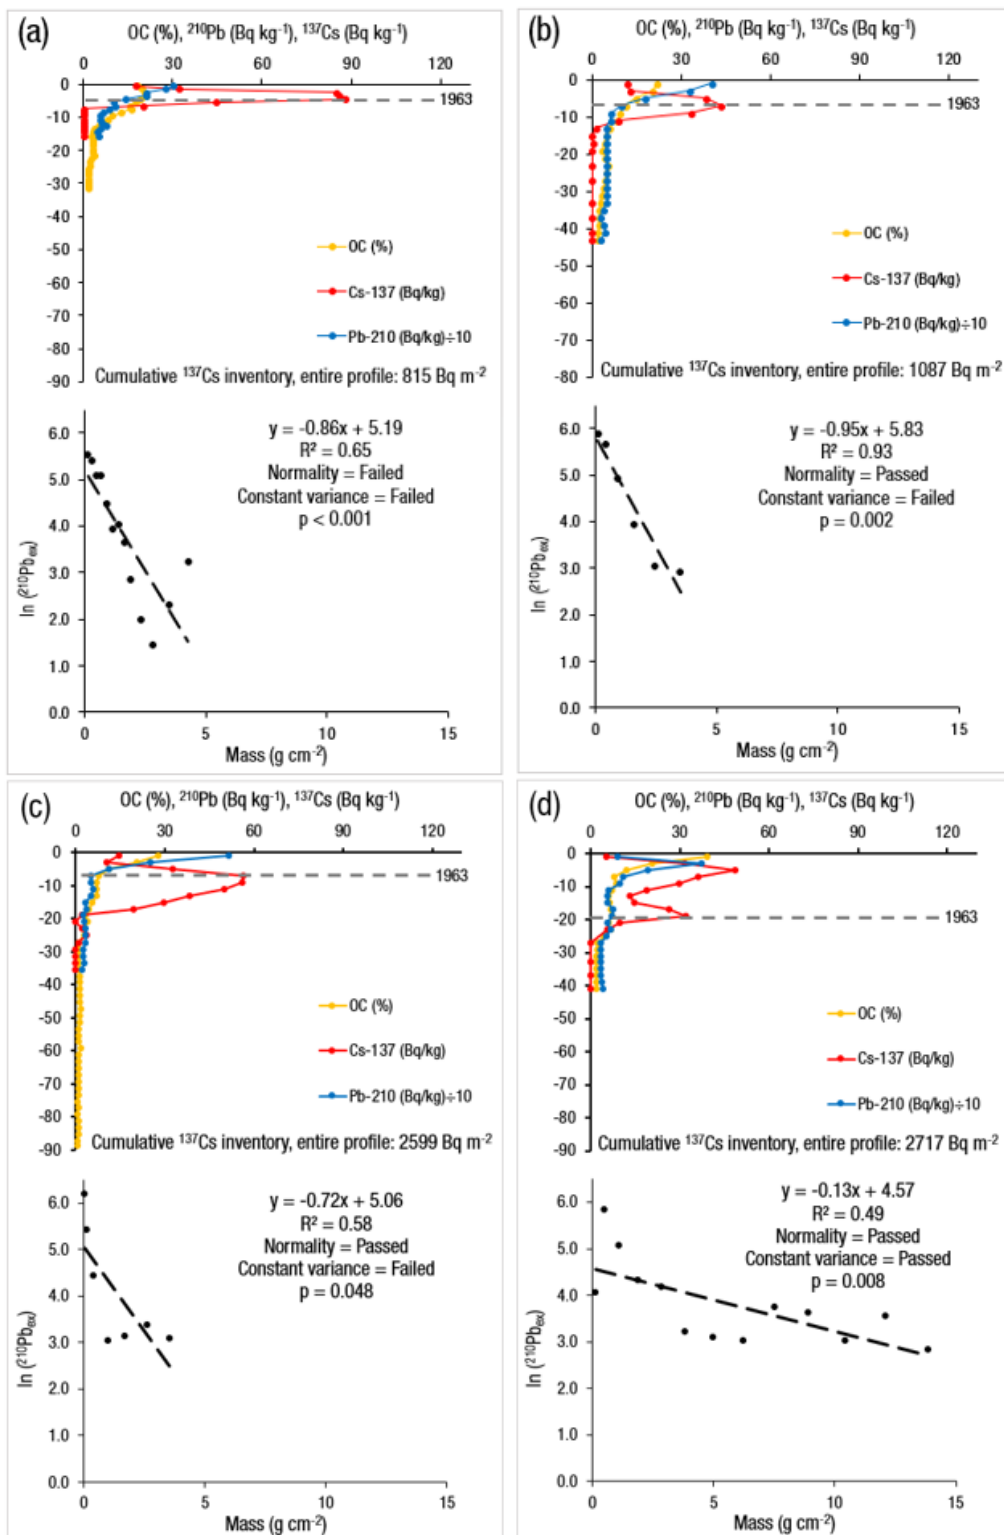 (a)
OC (%), ²¹⁰Pb (Bq kg⁻¹), ¹³⁷Cs (Bq kg⁻¹)
0 30 60 90 120
0
-10
-20
-30
-40
-50
-60
-70
-80
-90
1963
OC (%)
Cs-137 (Bq/kg)
Pb-210 (Bq/kg)÷10
Cumulative ¹³⁷Cs inventory, entire profile: 815 Bq m⁻²
y = -0.86x + 5.19
R² = 0.65
Normality = Failed
Constant variance = Failed
p < 0.001
ln (²¹⁰Pbₑₓ)
6.0
5.0
4.0
3.0
2.0
1.0
0.0
0 5 10 15
Mass (g cm⁻²)
(b)
OC (%), ²¹⁰Pb (Bq kg⁻¹), ¹³⁷Cs (Bq kg⁻¹)
0 30 60 90 120
0
-10
-20
-30
-40
-50
-60
-70
-80
1963
OC (%)
Cs-137 (Bq/kg)
Pb-210 (Bq/kg)÷10
Cumulative ¹³⁷Cs inventory, entire profile: 1087 Bq m⁻²
y = -0.95x + 5.83
R² = 0.93
Normality = Passed
Constant variance = Failed
p = 0.002
ln (²¹⁰Pbₑₓ)
6.0
5.0
4.0
3.0
2.0
1.0
0.0
0 5 10 15
Mass (g cm⁻²)
(c)
OC (%), ²¹⁰Pb (Bq kg⁻¹), ¹³⁷Cs (Bq kg⁻¹)
0 30 60 90 120
0
-10
-20
-30
-40
-50
-60
-70
-80
-90
1963
OC (%)
Cs-137 (Bq/kg)
Pb-210 (Bq/kg)÷10
Cumulative ¹³⁷Cs inventory, entire profile: 2599 Bq m⁻²
y = -0.72x + 5.06
R² = 0.58
Normality = Passed
Constant variance = Failed
p = 0.048
ln (²¹⁰Pbₑₓ)
6.0
5.0
4.0
3.0
2.0
1.0
0.0
0 5 10 15
Mass (g cm⁻²)
(d)
OC (%), ²¹⁰Pb (Bq kg⁻¹), ¹³⁷Cs (Bq kg⁻¹)
0 30 60 90 120
0
-10
-20
-30
-40
-50
-60
-70
-80
-90
1963
OC (%)
Cs-137 (Bq/kg)
Pb-210 (Bq/kg)÷10
Cumulative ¹³⁷Cs inventory, entire profile: 2717 Bq m⁻²
y = -0.13x + 4.57
R² = 0.49
Normality = Passed
Constant variance = Passed
p = 0.008
ln (²¹⁰Pbₑₓ)
6.0
5.0
4.0
3.0
2.0
1.0
0.0
0 5 10 15
Mass (g cm⁻²)